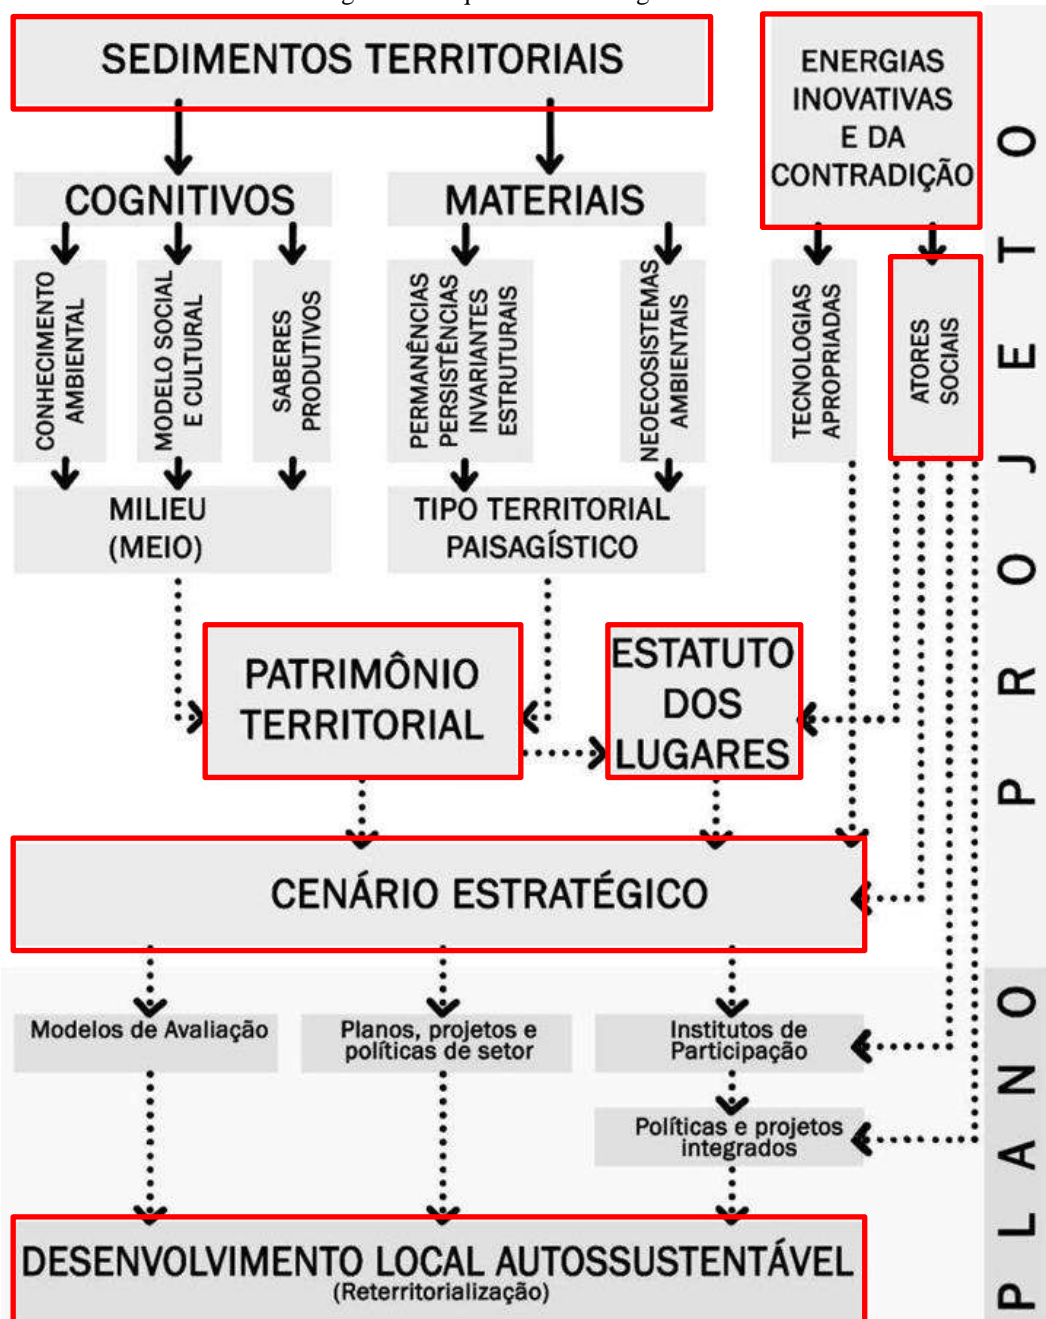 SEDIMENTOS TERRITORIAIS
ENERGIAS
INOVATIVAS
E DA
CONTRADIÇÃO
COGNITIVOS
MATERIAIS
CONHECIMENTO
AMBIENTAL
MODELO SOCIAL
E CULTURAL
SABERES
PRODUTIVOS
PERMANÊNCIAS
PERSISTÊNCIAS
INVARIANTES
ESTRUTURAIS
NEOECOSISTEMAS
AMBIENTAIS
TECNOLOGIAS
APROPRIADAS
ATORES
SOCIAIS
MILIEU
(MEIO)
TIPO TERRITORIAL
PAISAGÍSTICO
PATRIMÔNIO
TERRITORIAL
ESTATUTO
DOS
LUGARES
CENÁRIO ESTRATÉGICO
PROJETO
Modelos de Avaliação
Planos, projetos e
políticas de setor
Institutos de
Participação
Políticas e projetos
integrados
DESENVOLVIMENTO LOCAL AUTOSSUSTENTÁVEL
(Reterritorialização)
PLANO